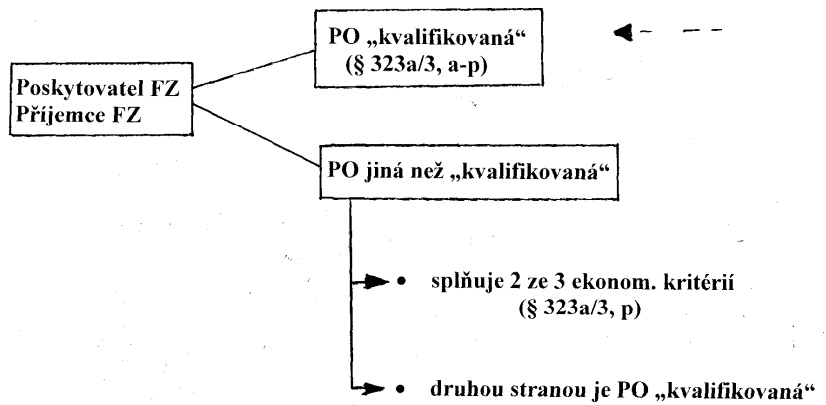 PO „kvalifikovaná“
(§ 323a/3, a-p)
Poskytovatel FZ
Příjemce FZ
PO jiná než „kvalifikovaná“
• splňuje 2 ze 3 ekonom. kritérií
(§ 323a/3, p)
• druhou stranou je PO „kvalifikovaná“